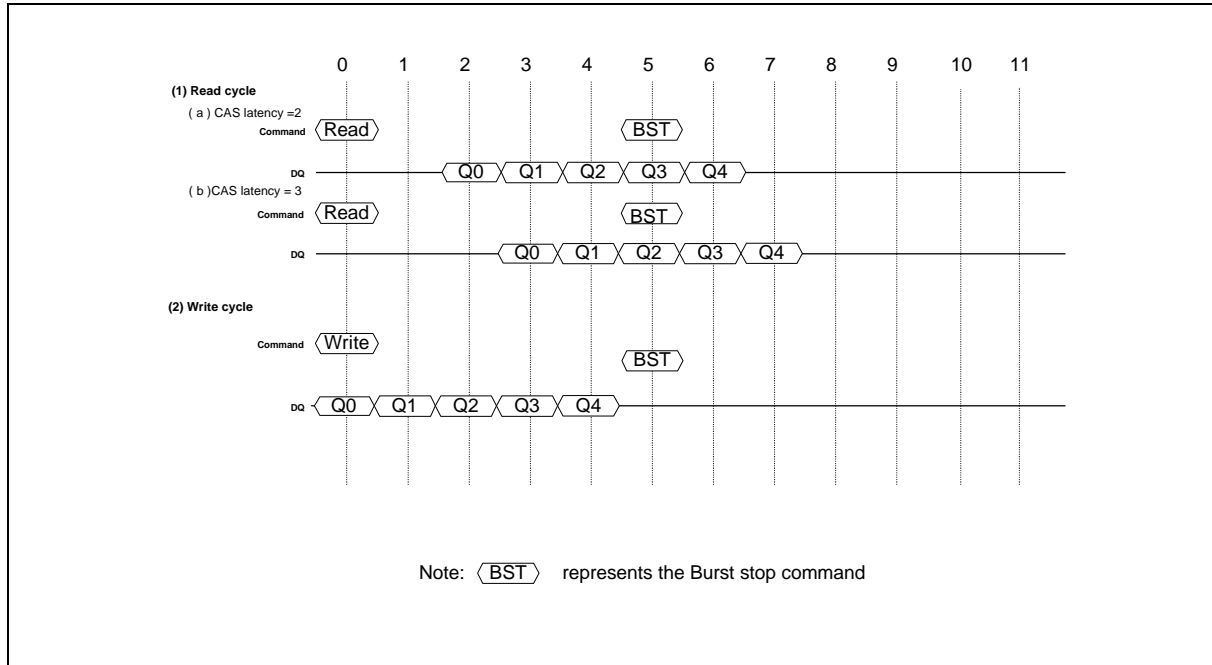 0 1 2 3 4 5 6 7 8 9 10 11
(1) Read cycle
( a ) CAS latency =2
Command Read BST
DQ Q0 Q1 Q2 Q3 Q4
( b )CAS latency = 3
Command Read BST
DQ Q0 Q1 Q2 Q3 Q4
(2) Write cycle
Command Write BST
DQ Q0 Q1 Q2 Q3 Q4
Note: BST represents the Burst stop command